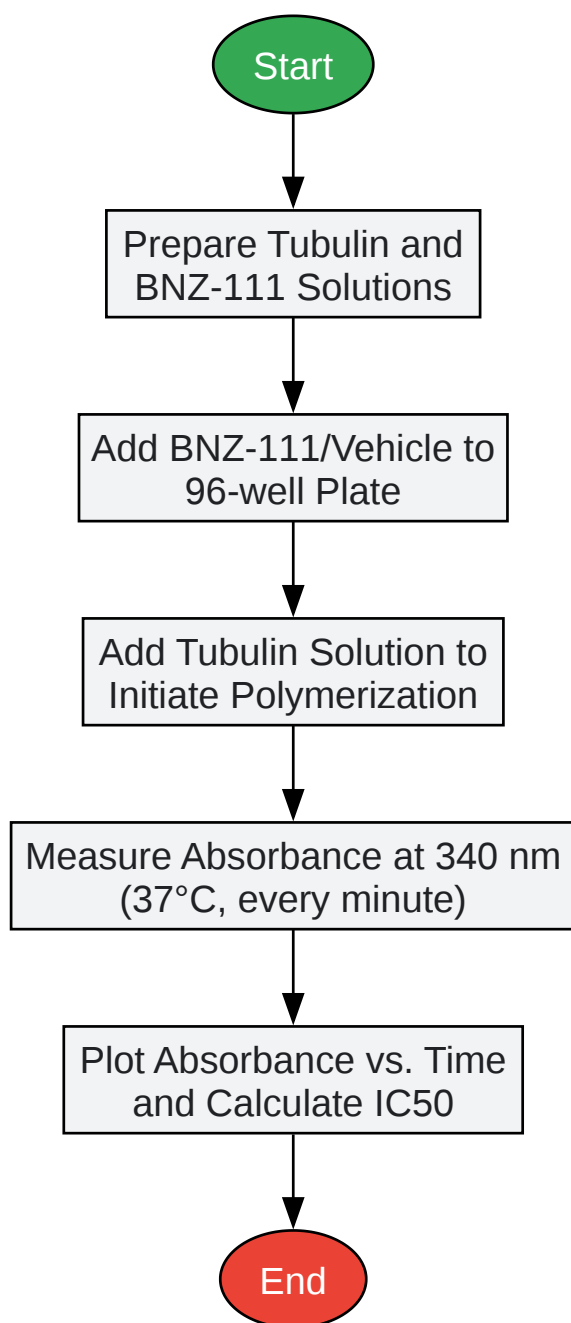 Start
Prepare Tubulin and
BNZ-111 Solutions
Add BNZ-111/Vehicle to
96-well Plate
Add Tubulin Solution to
Initiate Polymerization
Measure Absorbance at 340 nm
(37°C, every minute)
Plot Absorbance vs. Time
and Calculate IC50
End